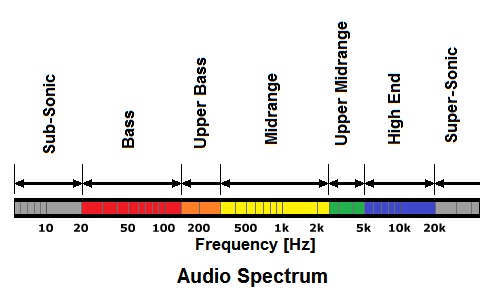 Sub-Sonic
Bass
Upper Bass
Midrange
Upper Midrange
High End
Super-Sonic
10 20 50 100 200 500 1k 2k 5k 10k 20k
Frequency [Hz]
Audio Spectrum